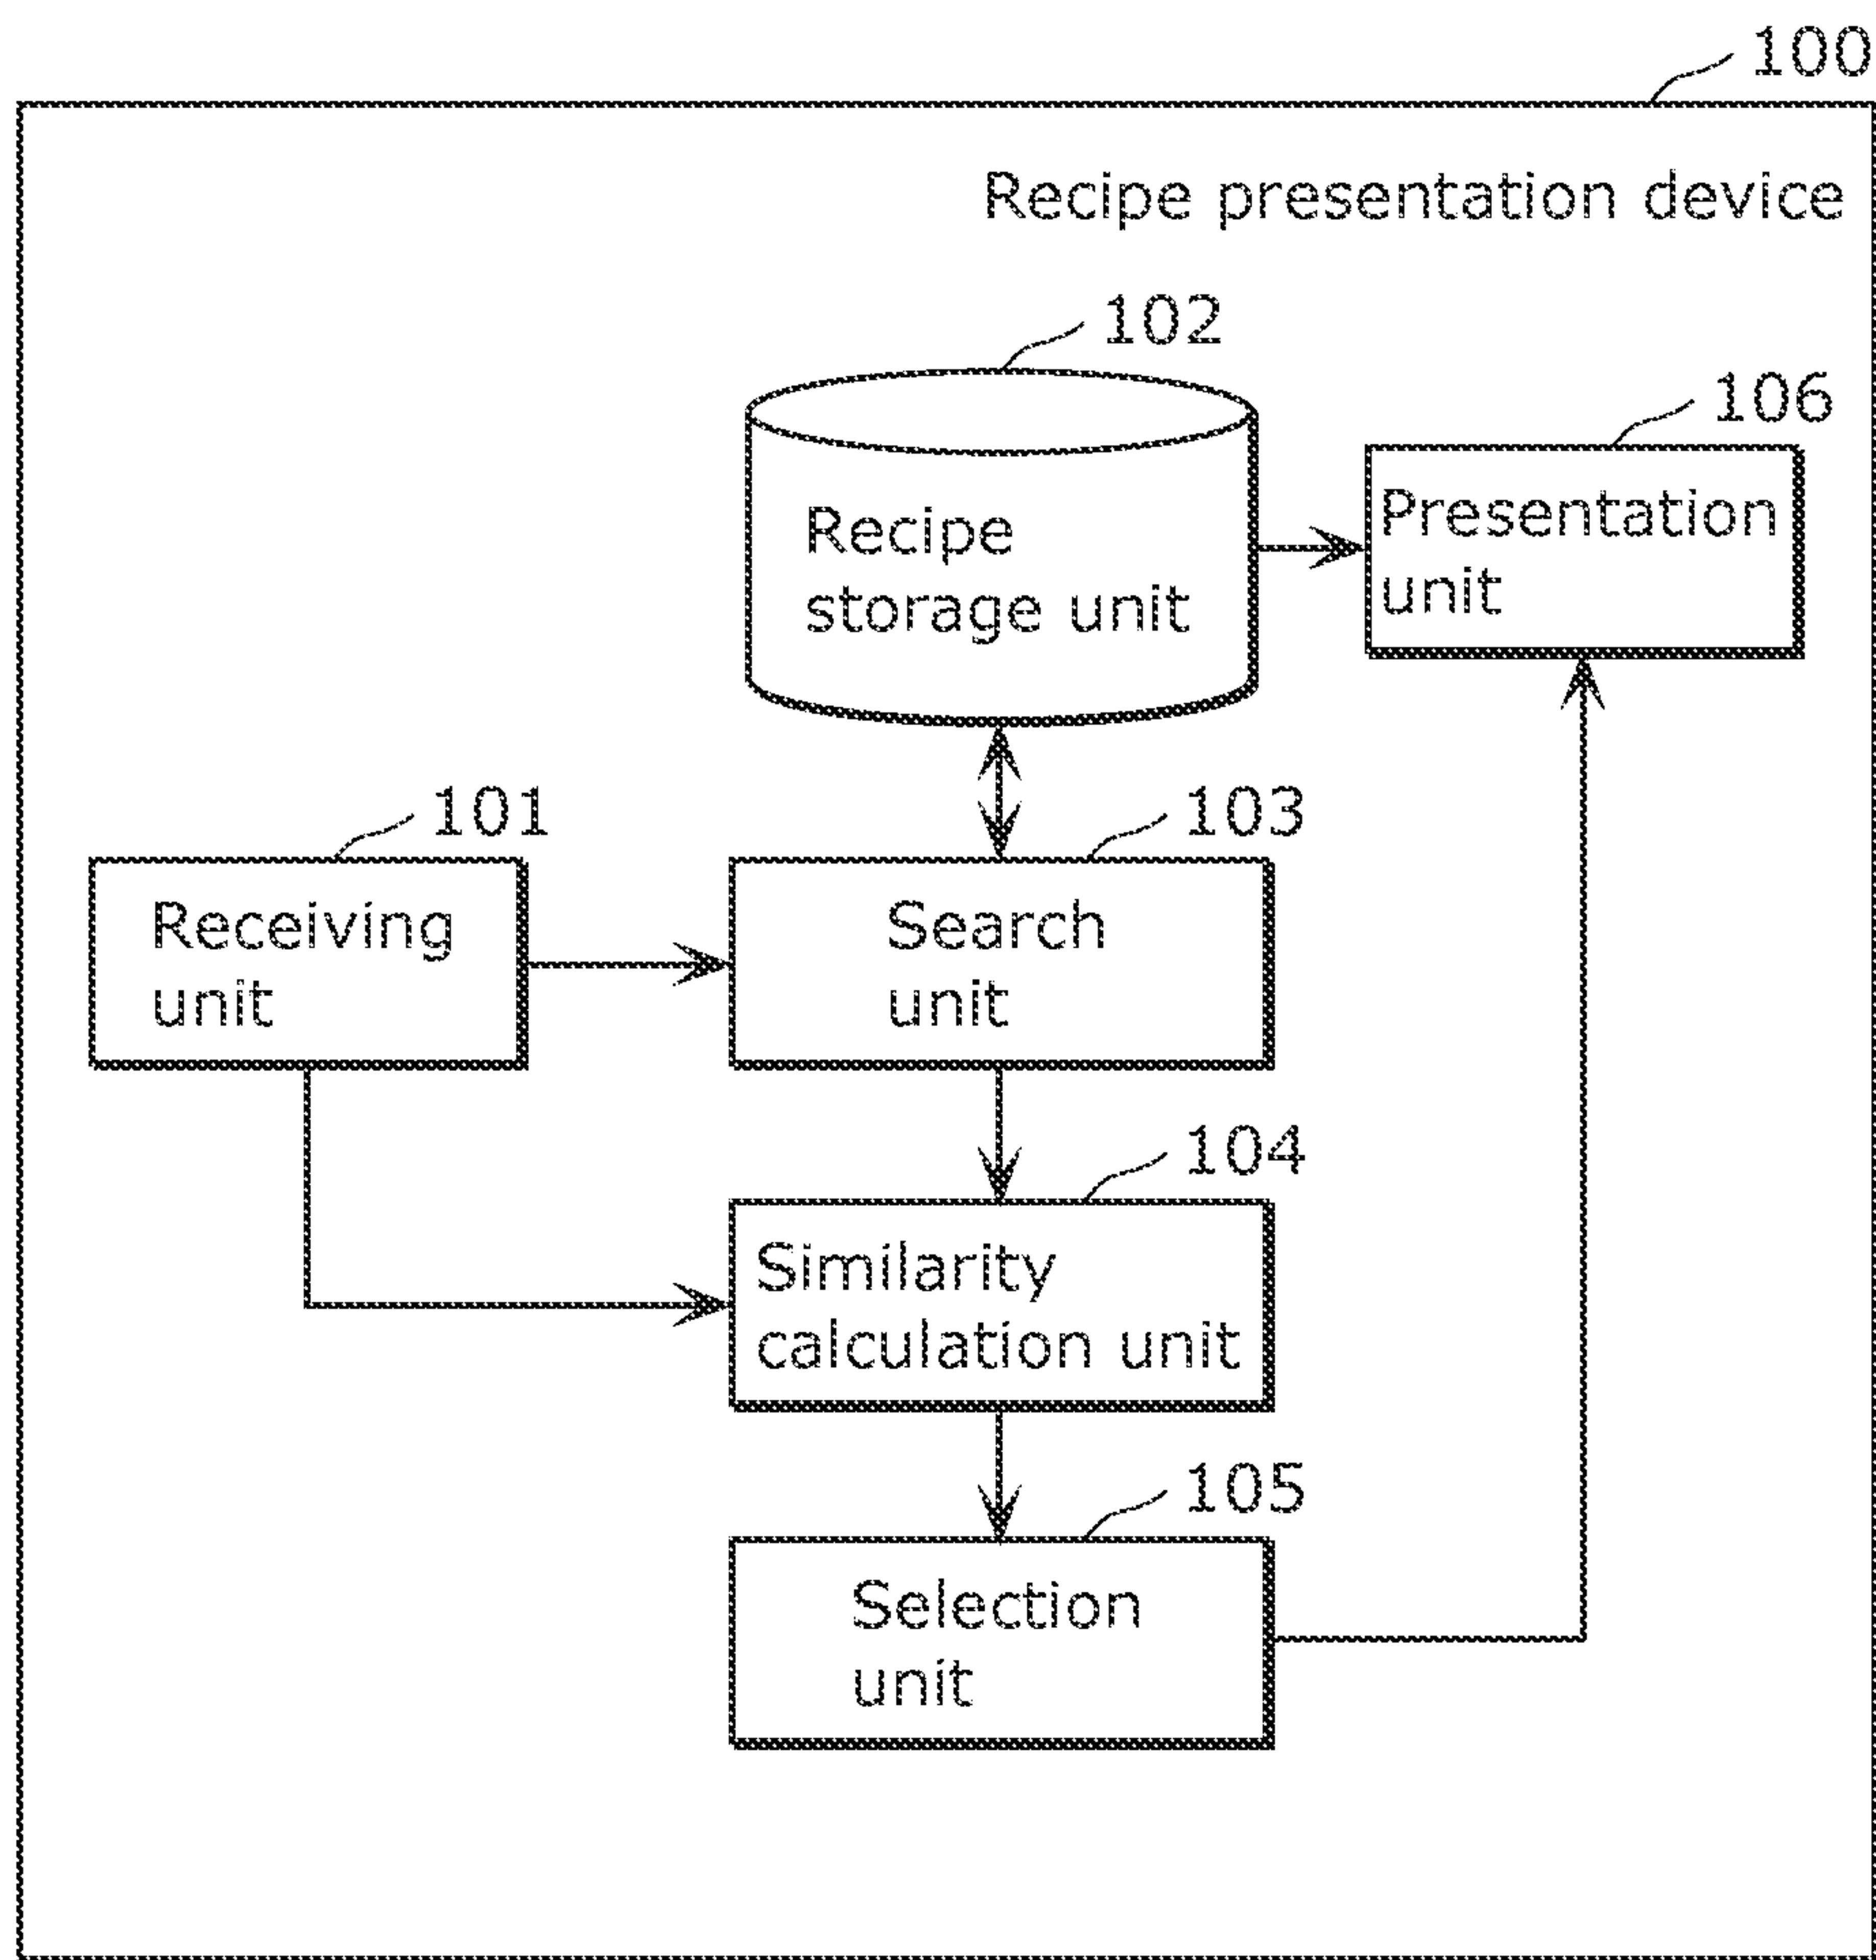 100
Recipe presentation device
102
106
Recipe
storage unit
Presentation
unit
101
103
Receiving
unit
Search
unit
104
Similarity
calculation unit
105
Selection
unit